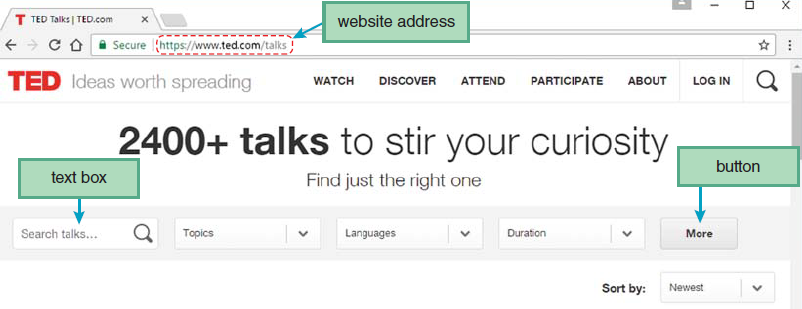 TED Talks | TED.com
website address
Secure https://www.ted.com/talks
TED Ideas worth spreading WATCH DISCOVER ATTEND PARTICIPATE ABOUT LOG IN
2400+ talks to stir your curiosity
Find just the right one
text box
button
Search talks... Topics Languages Duration More
Sort by: Newest